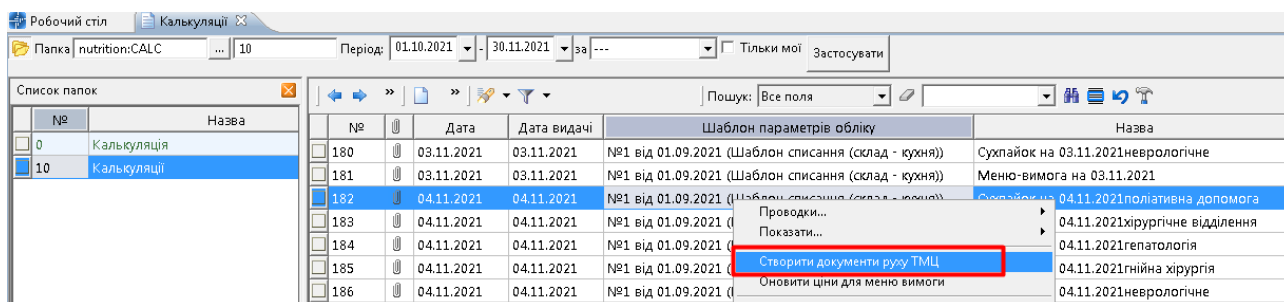 Робочий стіл Калькуляції
Папка nutrition:CALC ... 10 Період: 01.10.2021 - 30.11.2021 за --- Тільки мої Застосувати
Список папок » » Пошук: Все поля
№ Назва № Дата Дата видачі Шаблон параметрів обліку Назва
0 Калькуляція
10 Калькуляції
180 03.11.2021 03.11.2021 №1 від 01.09.2021 (Шаблон списання (склад - кухня)) Сухпайок на 03.11.2021неврологічне
181 03.11.2021 03.11.2021 №1 від 01.09.2021 (Шаблон списання (склад - кухня)) Меню-вимога на 03.11.2021
182 04.11.2021 04.11.2021 №1 від 01.09.2021 (Шаблон списання (склад - кухня)) Сухпайок на 04.11.2021поліативна допомога
183 04.11.2021 04.11.2021 №1 від 01.09.2021 ( 04.11.2021хірургічне відділення
184 04.11.2021 04.11.2021 №1 від 01.09.2021 ( 04.11.2021гепатологія
185 04.11.2021 04.11.2021 №1 від 01.09.2021 ( 04.11.2021гнійна хірургія
186 04.11.2021 04.11.2021 №1 від 01.09.2021 ( 04.11.2021неврологічне
Проводки...
Показати...
Створити документи руху ТМЦ
Оновити ціни для меню вимоги